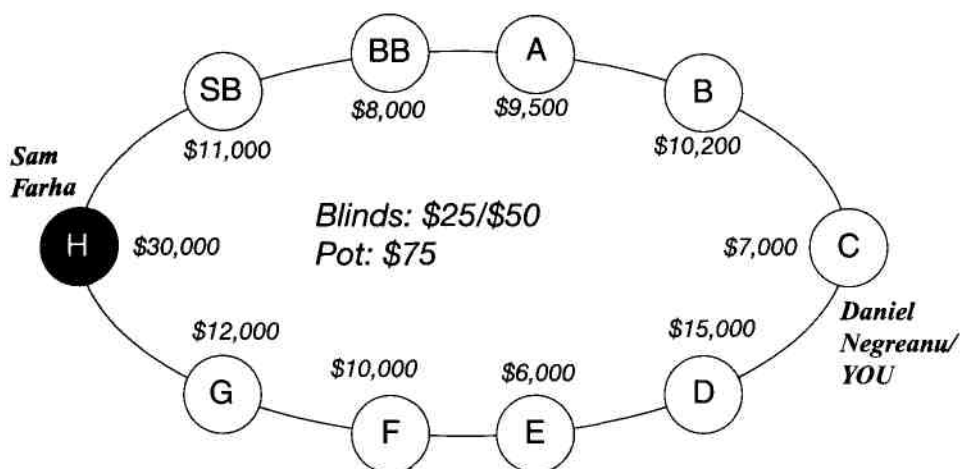 BB
A
SB
B
$8,000
$9,500
$11,000
$10,200
Sam
Farha
H
$30,000
Blinds: $25/$50
Pot: $75
$7,000
C
Daniel
Negreanu/
YOU
$12,000
$15,000
$10,000
$6,000
G
D
F
E